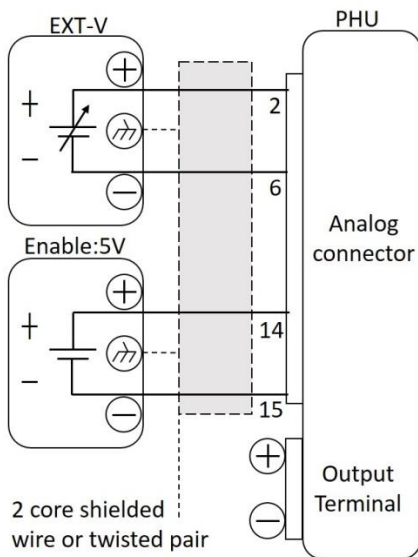 EXT-V
PHU
+
+
2
−
−
6
Analog
connector
Enable:5V
+
+
14
−
−
15
+
Output
Terminal
−
2 core shielded
wire or twisted pair